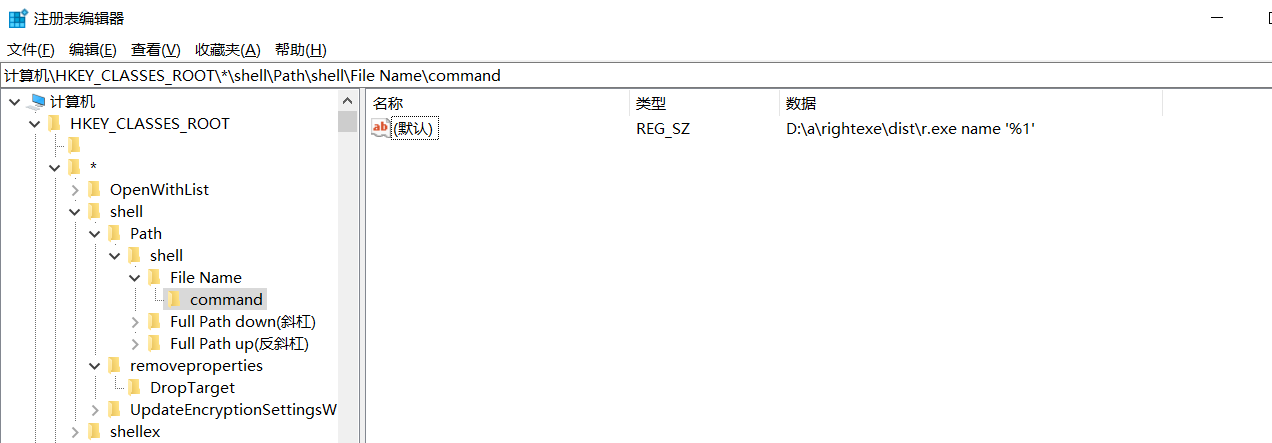 注册表编辑器
文件(F) 编辑(E) 查看(V) 收藏夹(A) 帮助(H)
计算机\HKEY_CLASSES_ROOT\*\shell\Path\shell\File Name\command
计算机
HKEY_CLASSES_ROOT
*
OpenWithList
shell
Path
shell
File Name
command
Full Path down(斜杠)
Full Path up(反斜杠)
removeproperties
DropTarget
UpdateEncryptionSettingsW
shellex
名称 类型 数据
ab (默认) REG_SZ D:\a\rightexe\dist\r.exe name '%1'